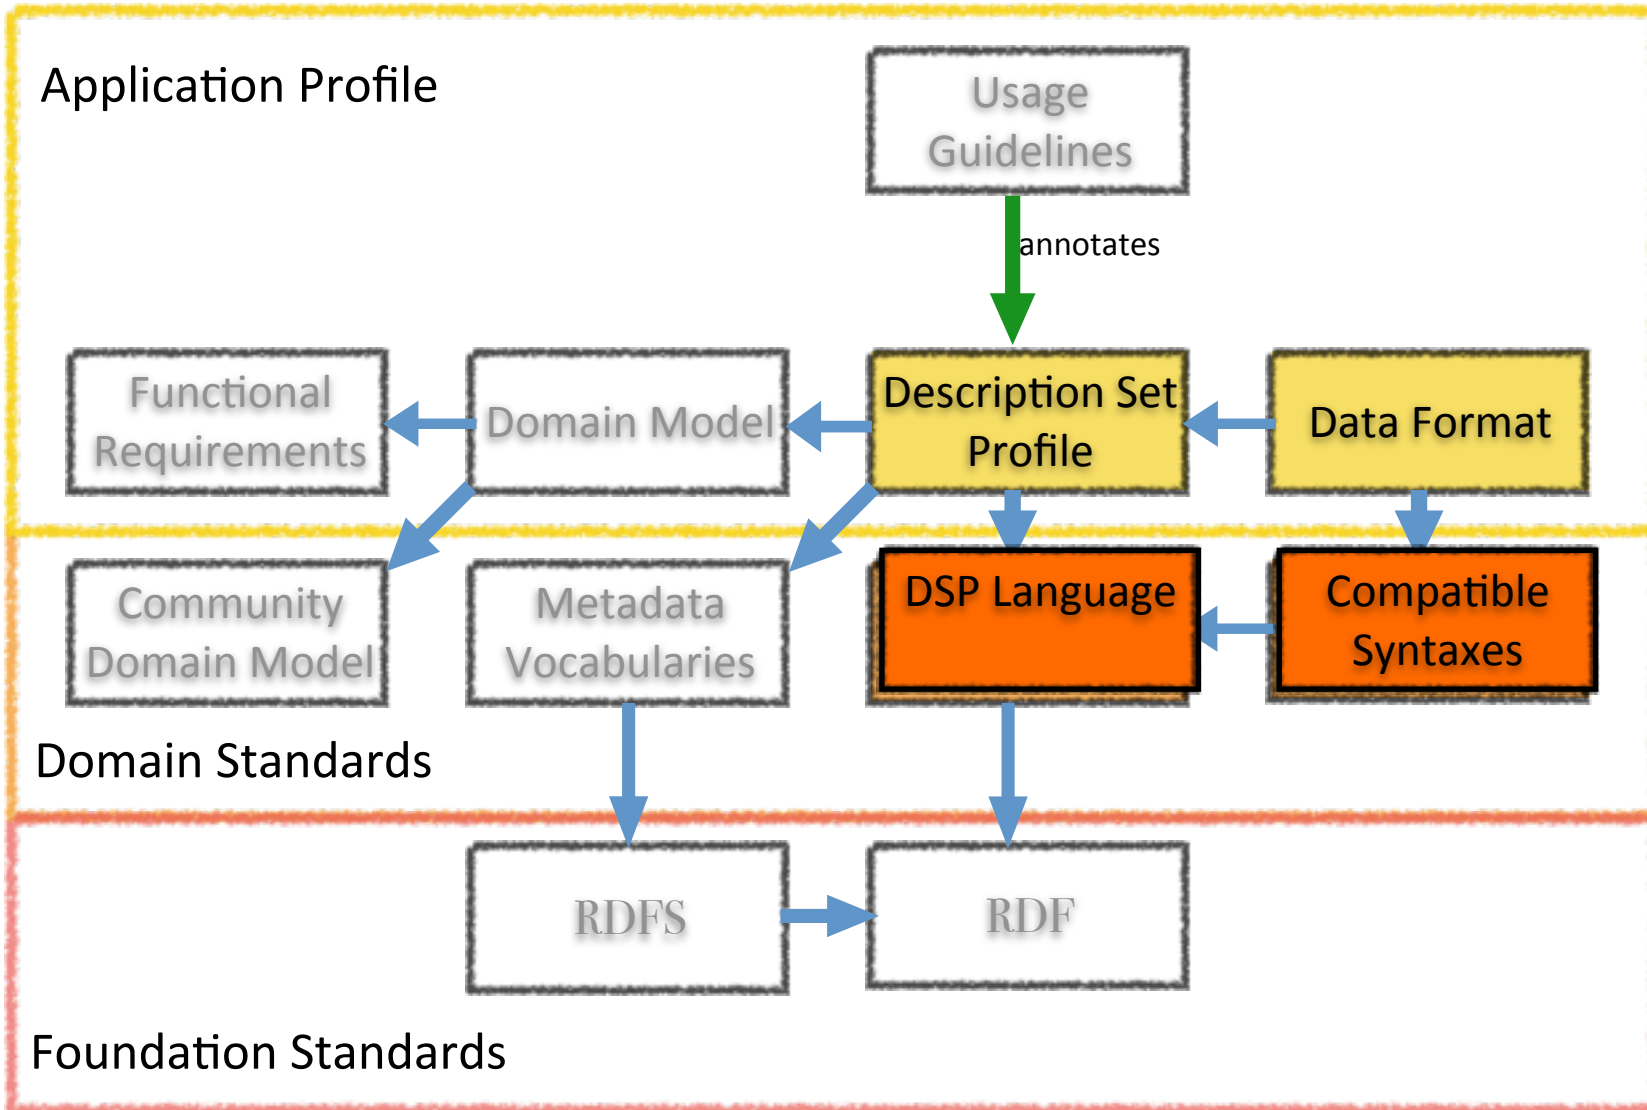 Application Profile
Usage
Guidelines
annotates
Functional
Requirements
Domain Model
Description Set
Profile
Data Format
Community
Domain Model
Metadata
Vocabularies
DSP Language
Compatible
Syntaxes
Domain Standards
RDFS
RDF
Foundation Standards